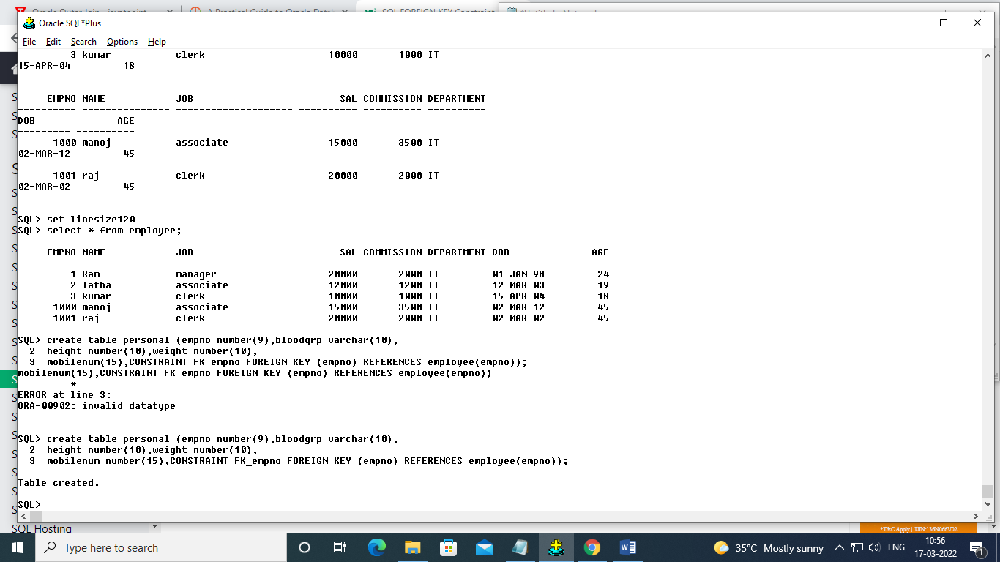 Oracle Outer Join - javatpoint
A Practical Guide to Oracle Data
SQL FOREIGN KEY Constraint
Oracle SQL*Plus
File Edit Search Options Help
3 kumar clerk 10000 1000 IT
15-APR-04 18
EMPNO NAME JOB SAL COMMISSION DEPARTMENT
---------- --------------- -------------------- ---------- ---------- ----------
DOB AGE
--------- ----------
1000 manoj associate 15000 3500 IT
02-MAR-12 45
1001 raj clerk 20000 2000 IT
02-MAR-02 45
SQL> set linesize120
SQL> select * from employee;
EMPNO NAME JOB SAL COMMISSION DEPARTMENT DOB AGE
---------- --------------- -------------------- ---------- ---------- ---------- --------- ----------
1 Ram manager 20000 2000 IT 01-JAN-98 24
2 latha associate 12000 1200 IT 12-MAR-03 19
3 kumar clerk 10000 1000 IT 15-APR-04 18
1000 manoj associate 15000 3500 IT 02-MAR-12 45
1001 raj clerk 20000 2000 IT 02-MAR-02 45
SQL> create table personal (empno number(9),bloodgrp varchar(10),
2 height number(10),weight number(10),
3 mobilenum(15),CONSTRAINT FK_empno FOREIGN KEY (empno) REFERENCES employee(empno));
mobilenum(15),CONSTRAINT FK_empno FOREIGN KEY (empno) REFERENCES employee(empno))
*
ERROR at line 3:
ORA-00902: invalid datatype
SQL> create table personal (empno number(9),bloodgrp varchar(10),
2 height number(10),weight number(10),
3 mobilenum number(15),CONSTRAINT FK_empno FOREIGN KEY (empno) REFERENCES employee(empno));
Table created.
SQL>
SQL Hosting
*T&C Apply | UIN:136N066V02
Type here to search
35°C Mostly sunny
ENG
10:56
17-03-2022
1